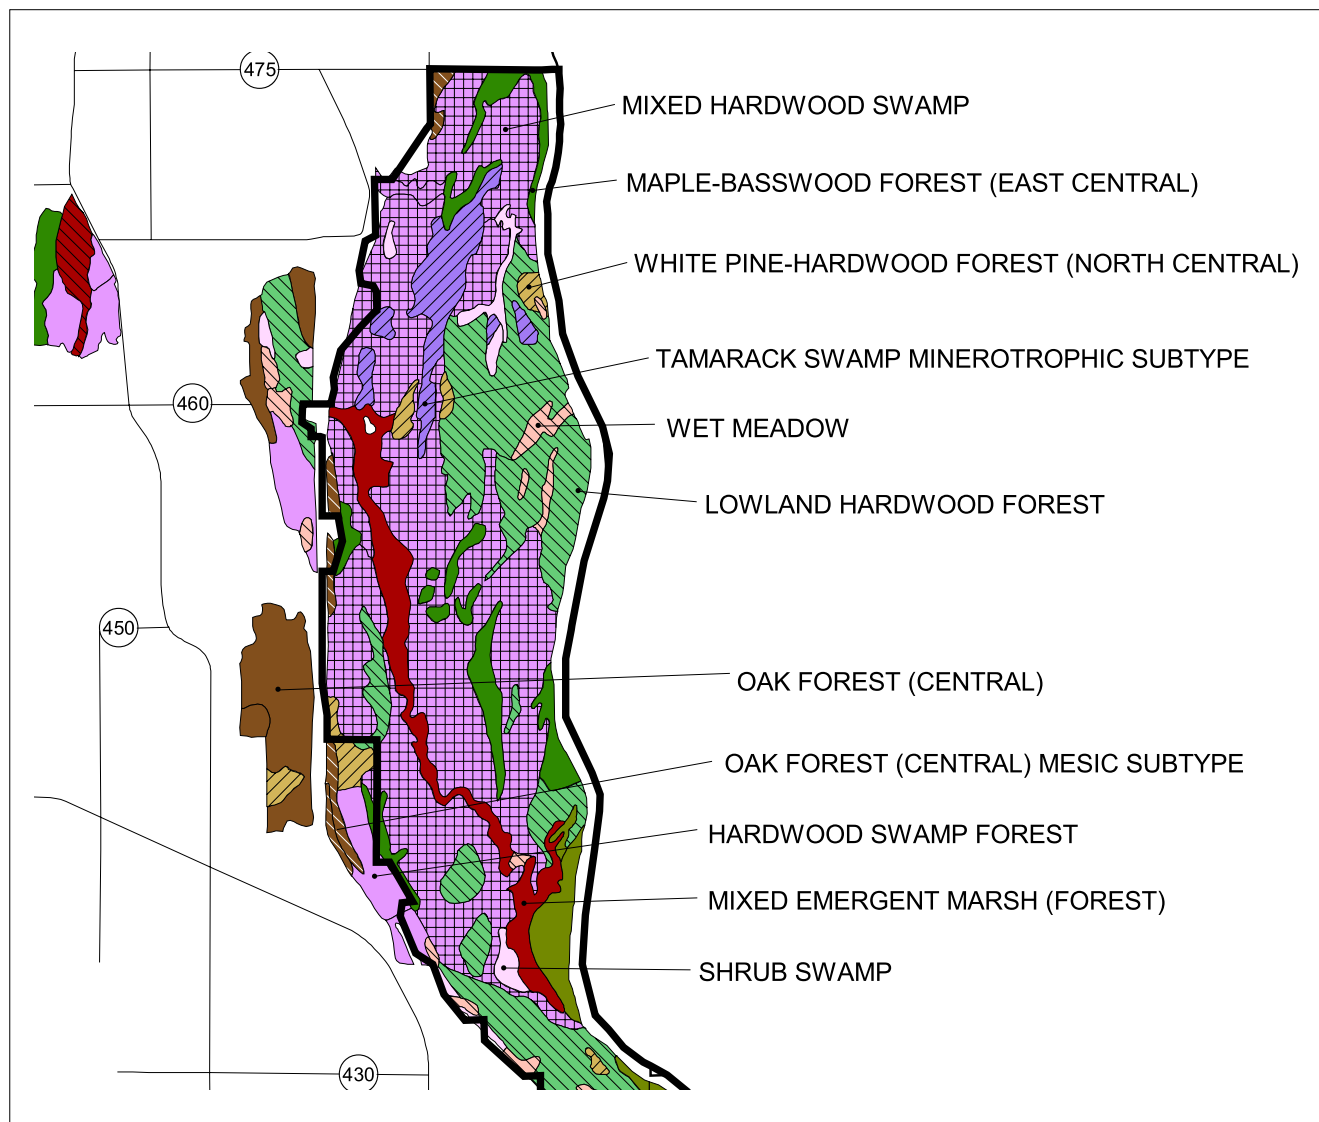 475
MIXED HARDWOOD SWAMP
MAPLE-BASSWOOD FOREST (EAST CENTRAL)
WHITE PINE-HARDWOOD FOREST (NORTH CENTRAL)
TAMARACK SWAMP MINEROTROPHIC SUBTYPE
460
WET MEADOW
LOWLAND HARDWOOD FOREST
450
OAK FOREST (CENTRAL)
OAK FOREST (CENTRAL) MESIC SUBTYPE
HARDWOOD SWAMP FOREST
MIXED EMERGENT MARSH (FOREST)
SHRUB SWAMP
430